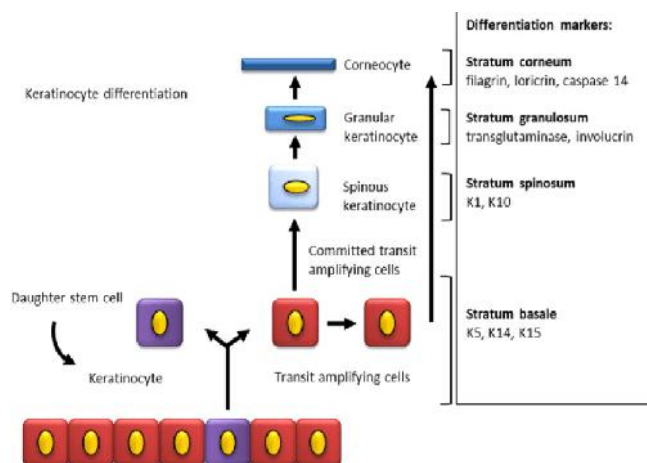 Differentiation markers:
Corneocyte
Stratum corneum
filagrin, loricrin, caspase 14
Keratinocyte differentiation
Granular
keratinocyte
Stratum granulosum
transglutaminase, involucrin
Spinous
keratinocyte
Stratum spinosum
K1, K10
Committed transit
amplifying cells
Daughter stem cell
Stratum basale
K5, K14, K15
Keratinocyte
Transit amplifying cells